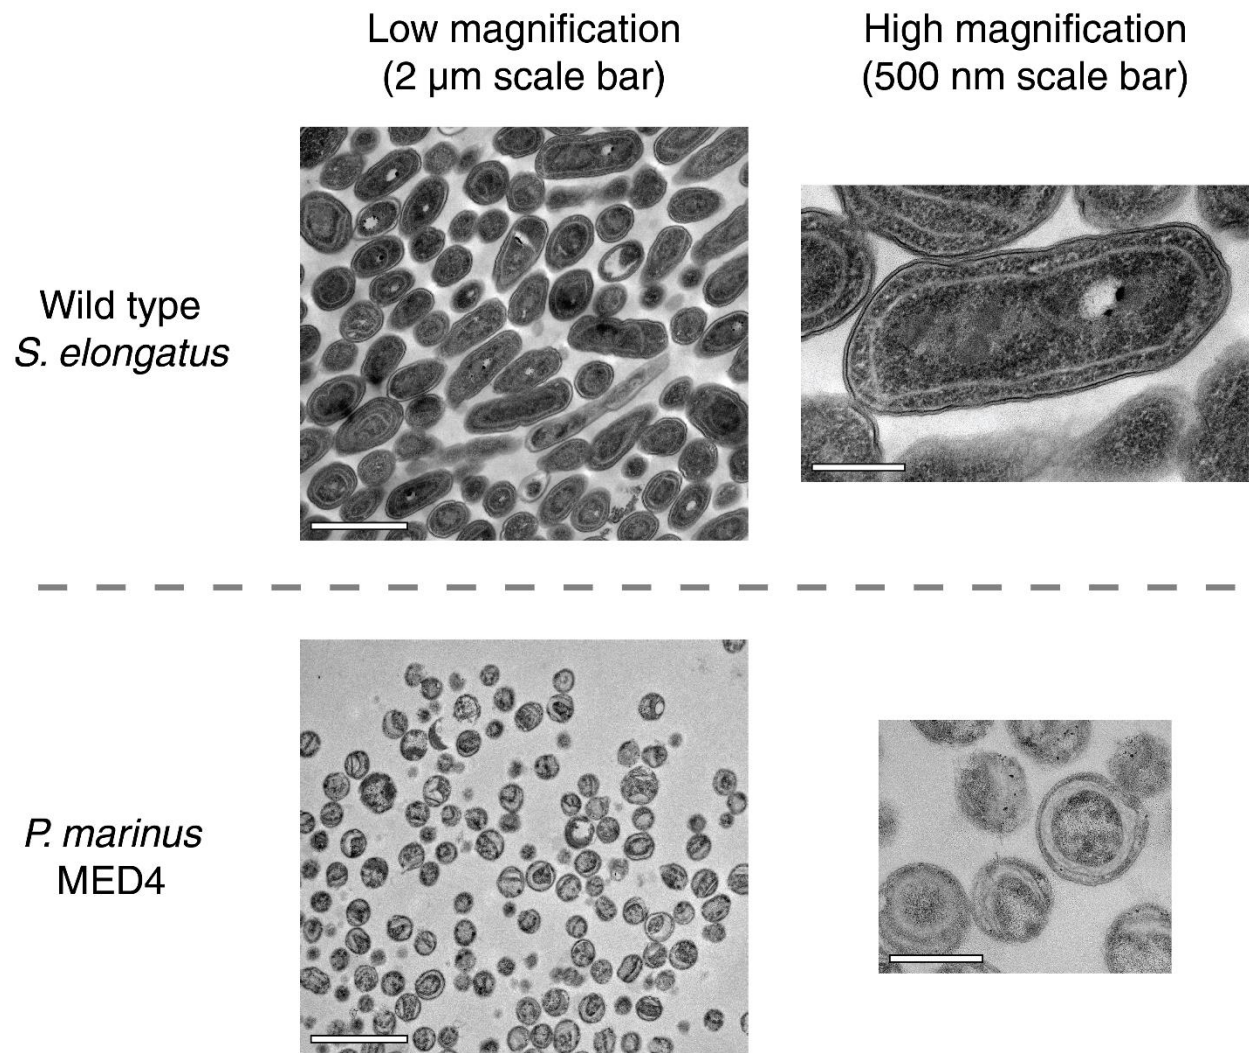 Low magnification
(2 µm scale bar)
High magnification
(500 nm scale bar)
Wild type
S. elongatus
P. marinus
MED4